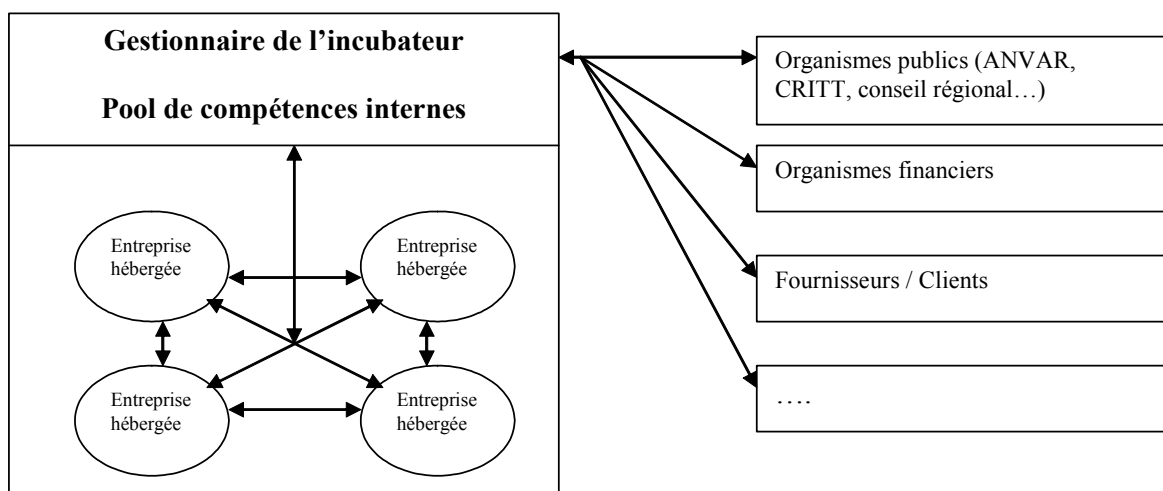 Gestionnaire de l’incubateur
Pool de compétences internes
Entreprise
hébergée
Entreprise
hébergée
Entreprise
hébergée
Entreprise
hébergée
Organismes publics (ANVAR,
CRITT, conseil régional…)
Organismes financiers
Fournisseurs / Clients
….